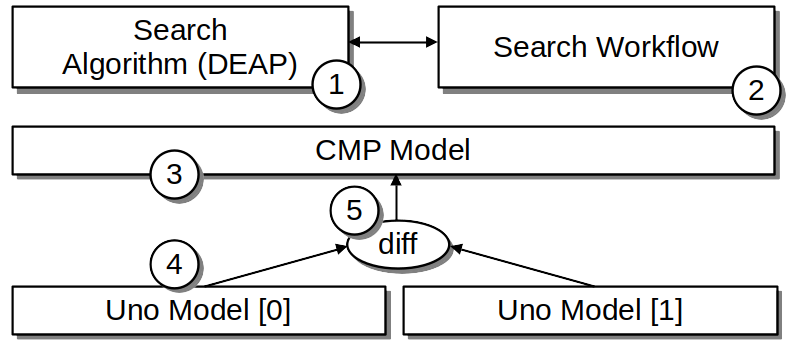 Search
Algorithm (DEAP)
1
Search Workflow
2
CMP Model
3
5
diff
4
Uno Model [0]
Uno Model [1]